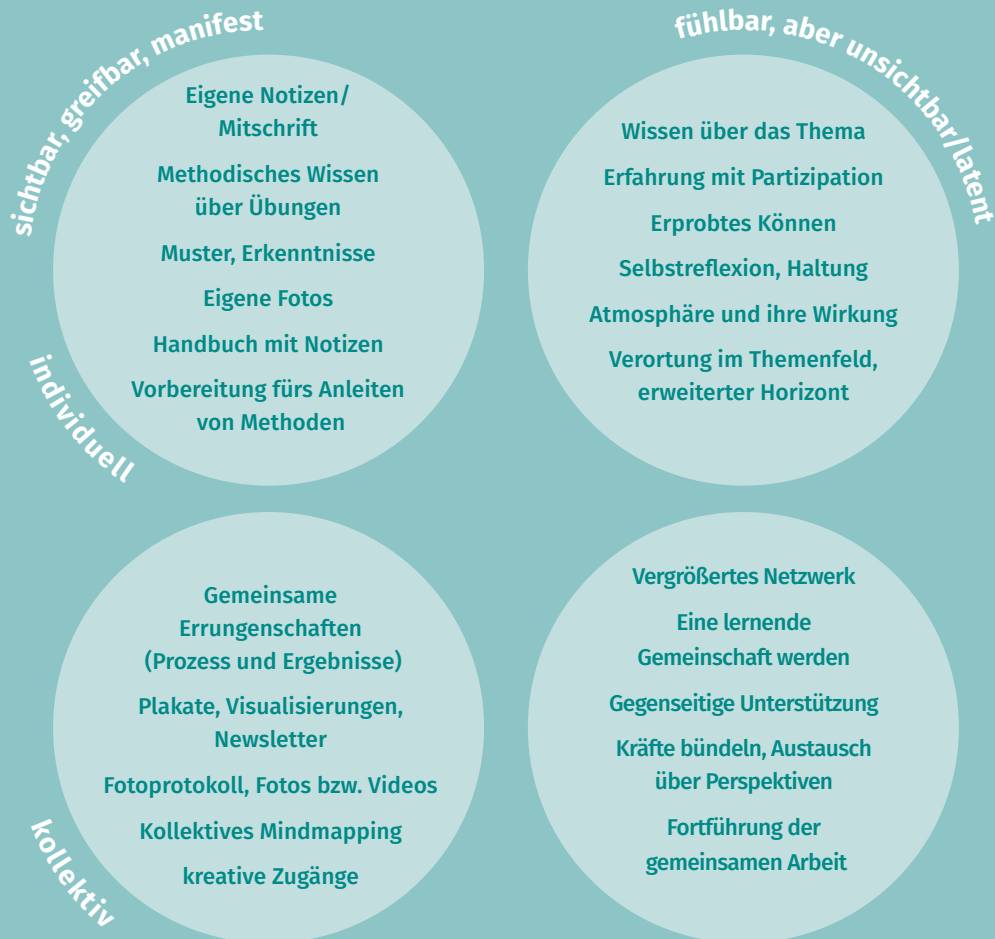 sichtbar, greifbar, manifest
individuell
Eigene Notizen/
Mitschrift
Methodisches Wissen
über Übungen
Muster, Erkenntnisse
Eigene Fotos
Handbuch mit Notizen
Vorbereitung fürs Anleiten
von Methoden
fühlbar, aber unsichtbar/latent
Wissen über das Thema
Erfahrung mit Partizipation
Erprobtes Können
Selbstreflexion, Haltung
Atmosphäre und ihre Wirkung
Verortung im Themenfeld,
erweiterter Horizont
kollektiv
Gemeinsame
Errungenschaften
(Prozess und Ergebnisse)
Plakate, Visualisierungen,
Newsletter
Fotoprotokoll, Fotos bzw. Videos
Kollektives Mindmapping
kreative Zugänge
Vergrößertes Netzwerk
Eine lernende
Gemeinschaft werden
Gegenseitige Unterstützung
Kräfte bündeln, Austausch
über Perspektiven
Fortführung der
gemeinsamen Arbeit